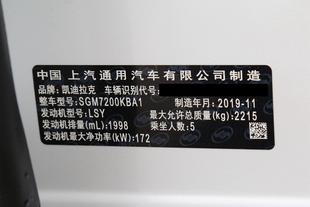 中国 上汽通用汽车有限公司制造
品牌：凯迪拉克 车辆识别代号：
整车型号：SGM7200KBA1 制造年月：2019-11
发动机型号：LSY 最大允许总质量(kg)：2215
发动机排量(mL)：1998 乘坐人数：5
发动机最大净功率(kW)：172